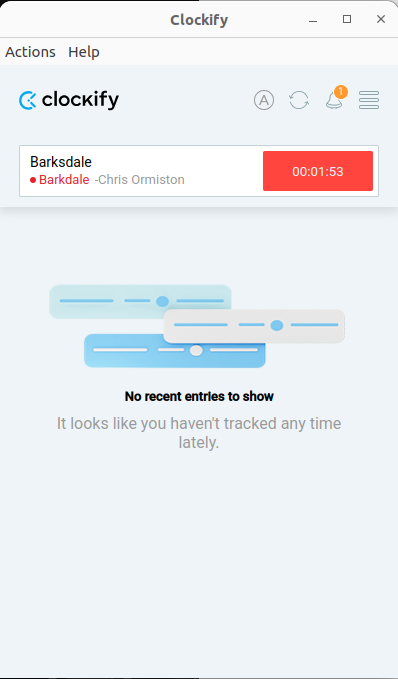 Clockify
Actions Help
clockify
A
1
Barksdale
Barkdale -Chris Ormiston
00:01:53
No recent entries to show
It looks like you haven't tracked any time
lately.